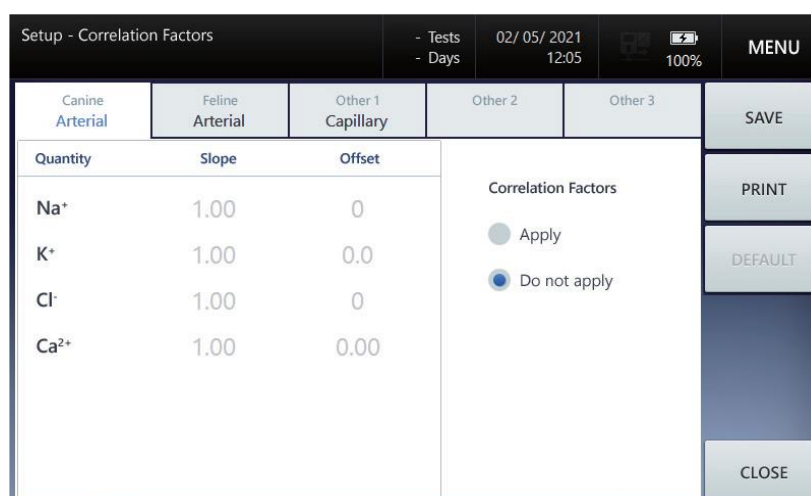 Setup - Correlation Factors
- Tests
- Days
02/ 05/ 2021
12:05
100%
MENU
Canine
Arterial
Feline
Arterial
Other 1
Capillary
Other 2
Other 3
SAVE
Quantity Slope Offset
Na⁺ 1.00 0
K⁺ 1.00 0.0
Cl⁻ 1.00 0
Ca²⁺ 1.00 0.00
Correlation Factors
Apply
Do not apply
PRINT
DEFAULT
CLOSE